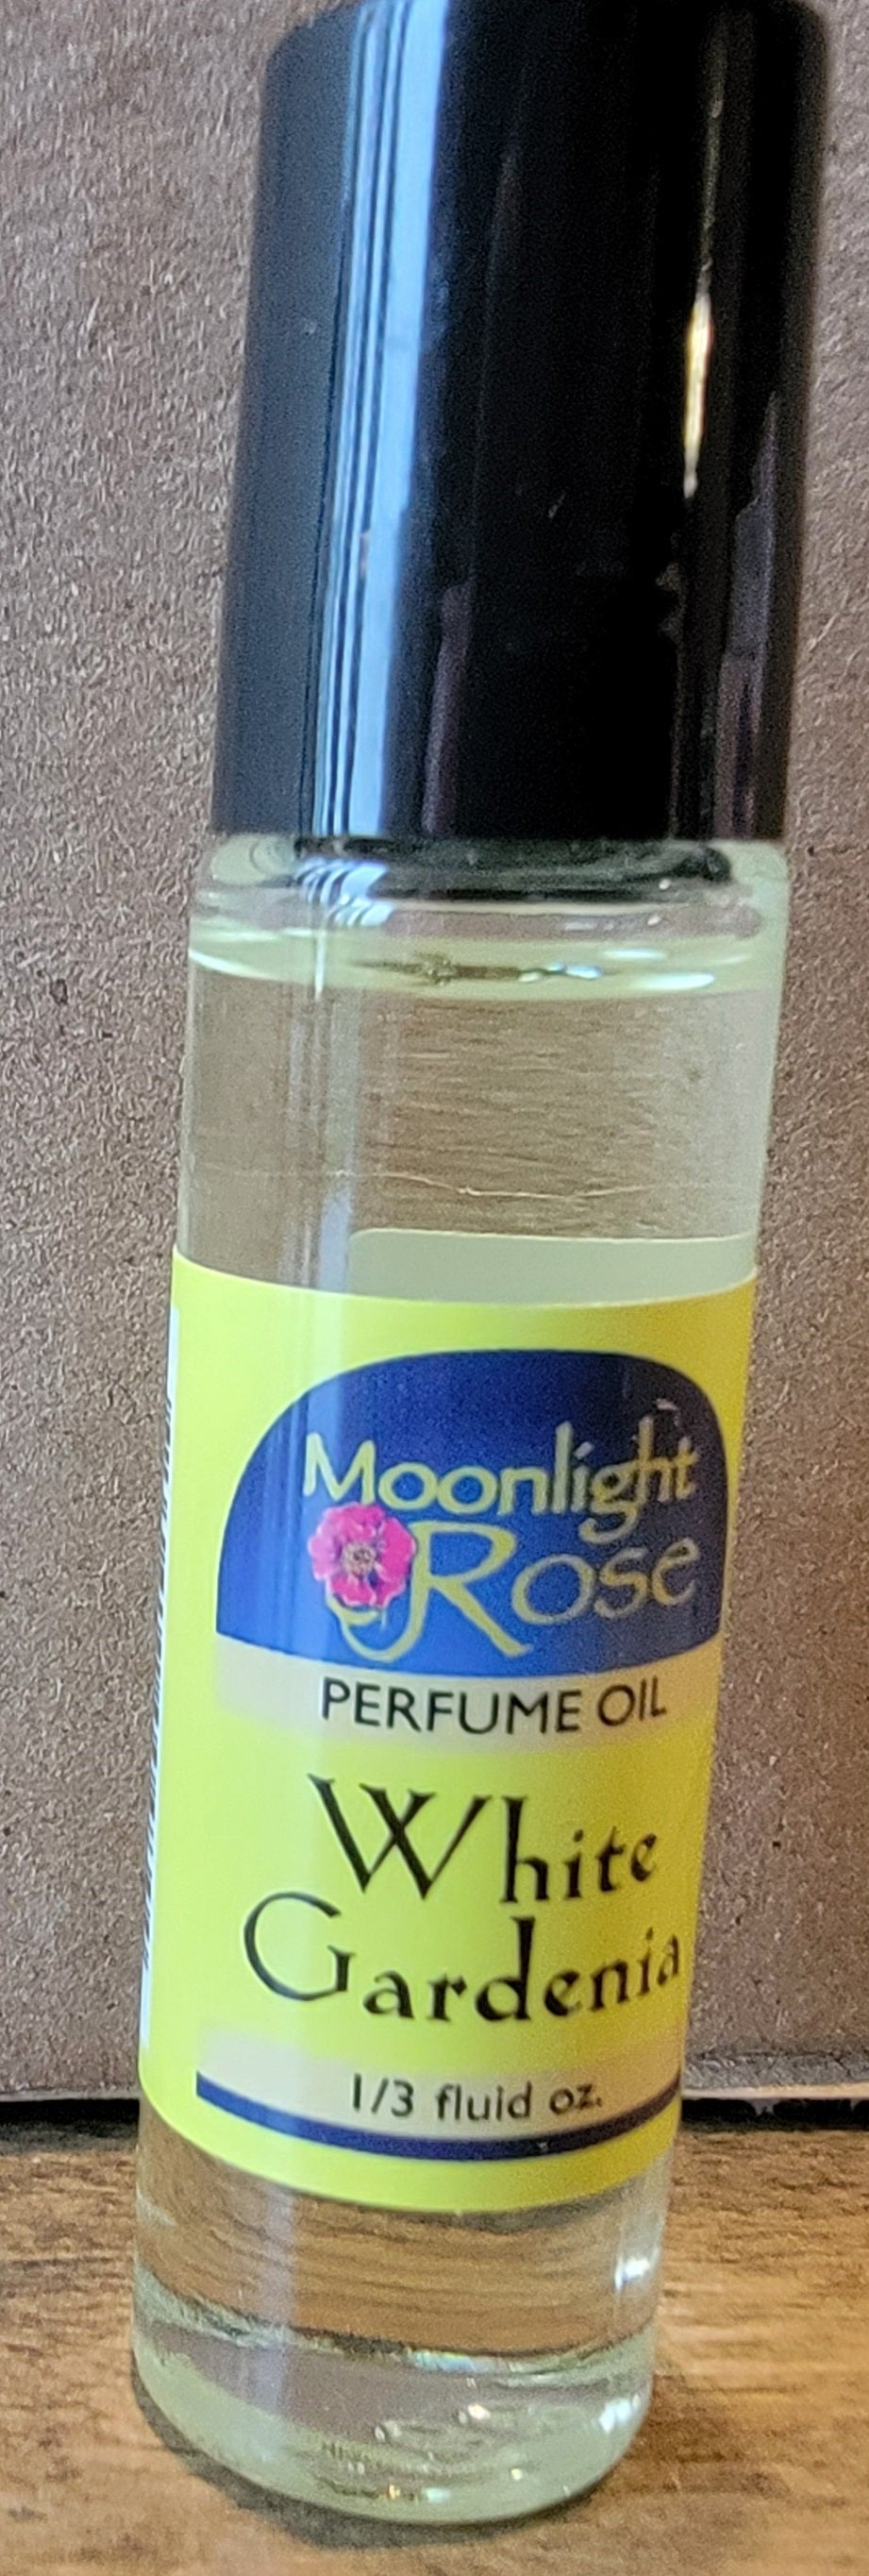 Moonlight
Rose
PERFUME OIL
White
Gardenia
1/3 fluid oz.